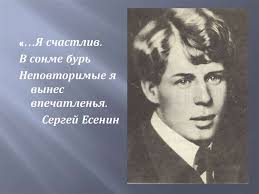 «…Я счастлив.
В сонме бурь
Неповторимые я
вынес
впечатленья.
Сергей Есенин